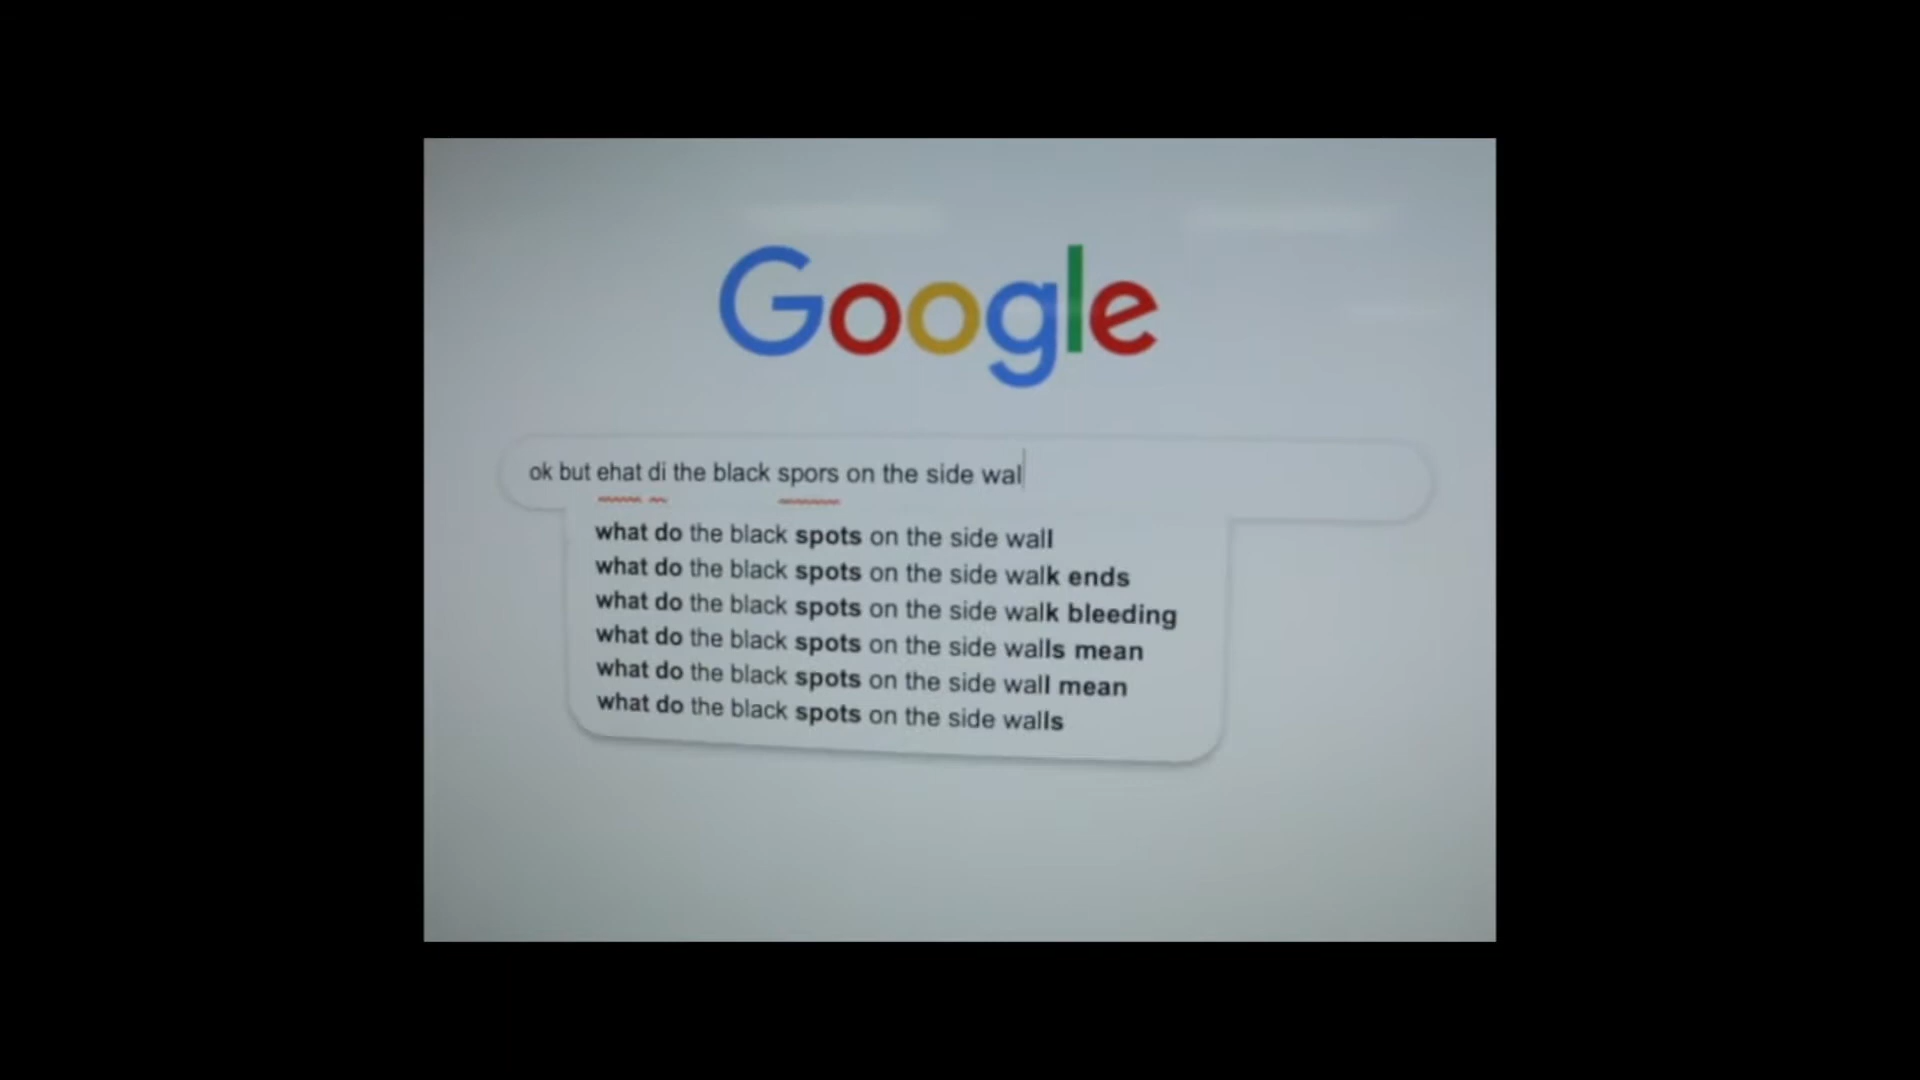 Google
ok but ehat di the black spors on the side wal
what do the black spots on the side wall
what do the black spots on the side walk ends
what do the black spots on the side walk bleeding
what do the black spots on the side walls mean
what do the black spots on the side wall mean
what do the black spots on the side walls